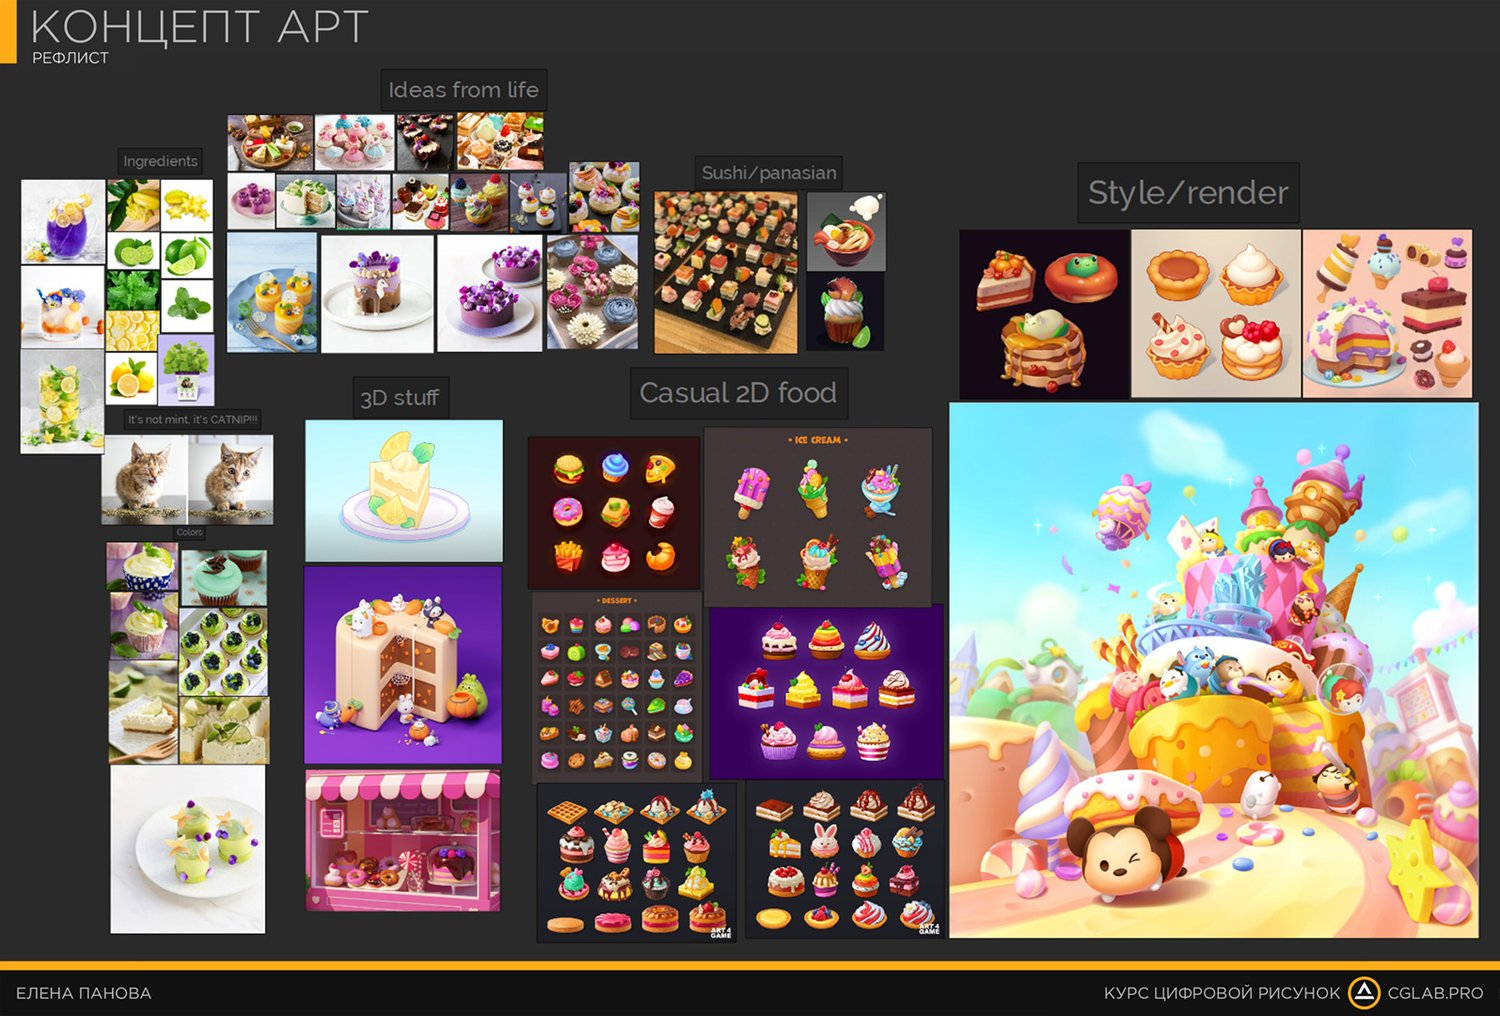 КОНЦЕПТ АРТ
РЕФЛИСТ
Ideas from life
Ingredients
Sushi/panasian
Style/render
It's not mint, it's CATNIP!!!
3D stuff
Casual 2D food
• ICE CREAM •
Colors
• DESSERT •
ART 4
GAME
ART 4
GAME
ЕЛЕНА ПАНОВА
КУРС ЦИФРОВОЙ РИСУНОК CGLAB.PRO